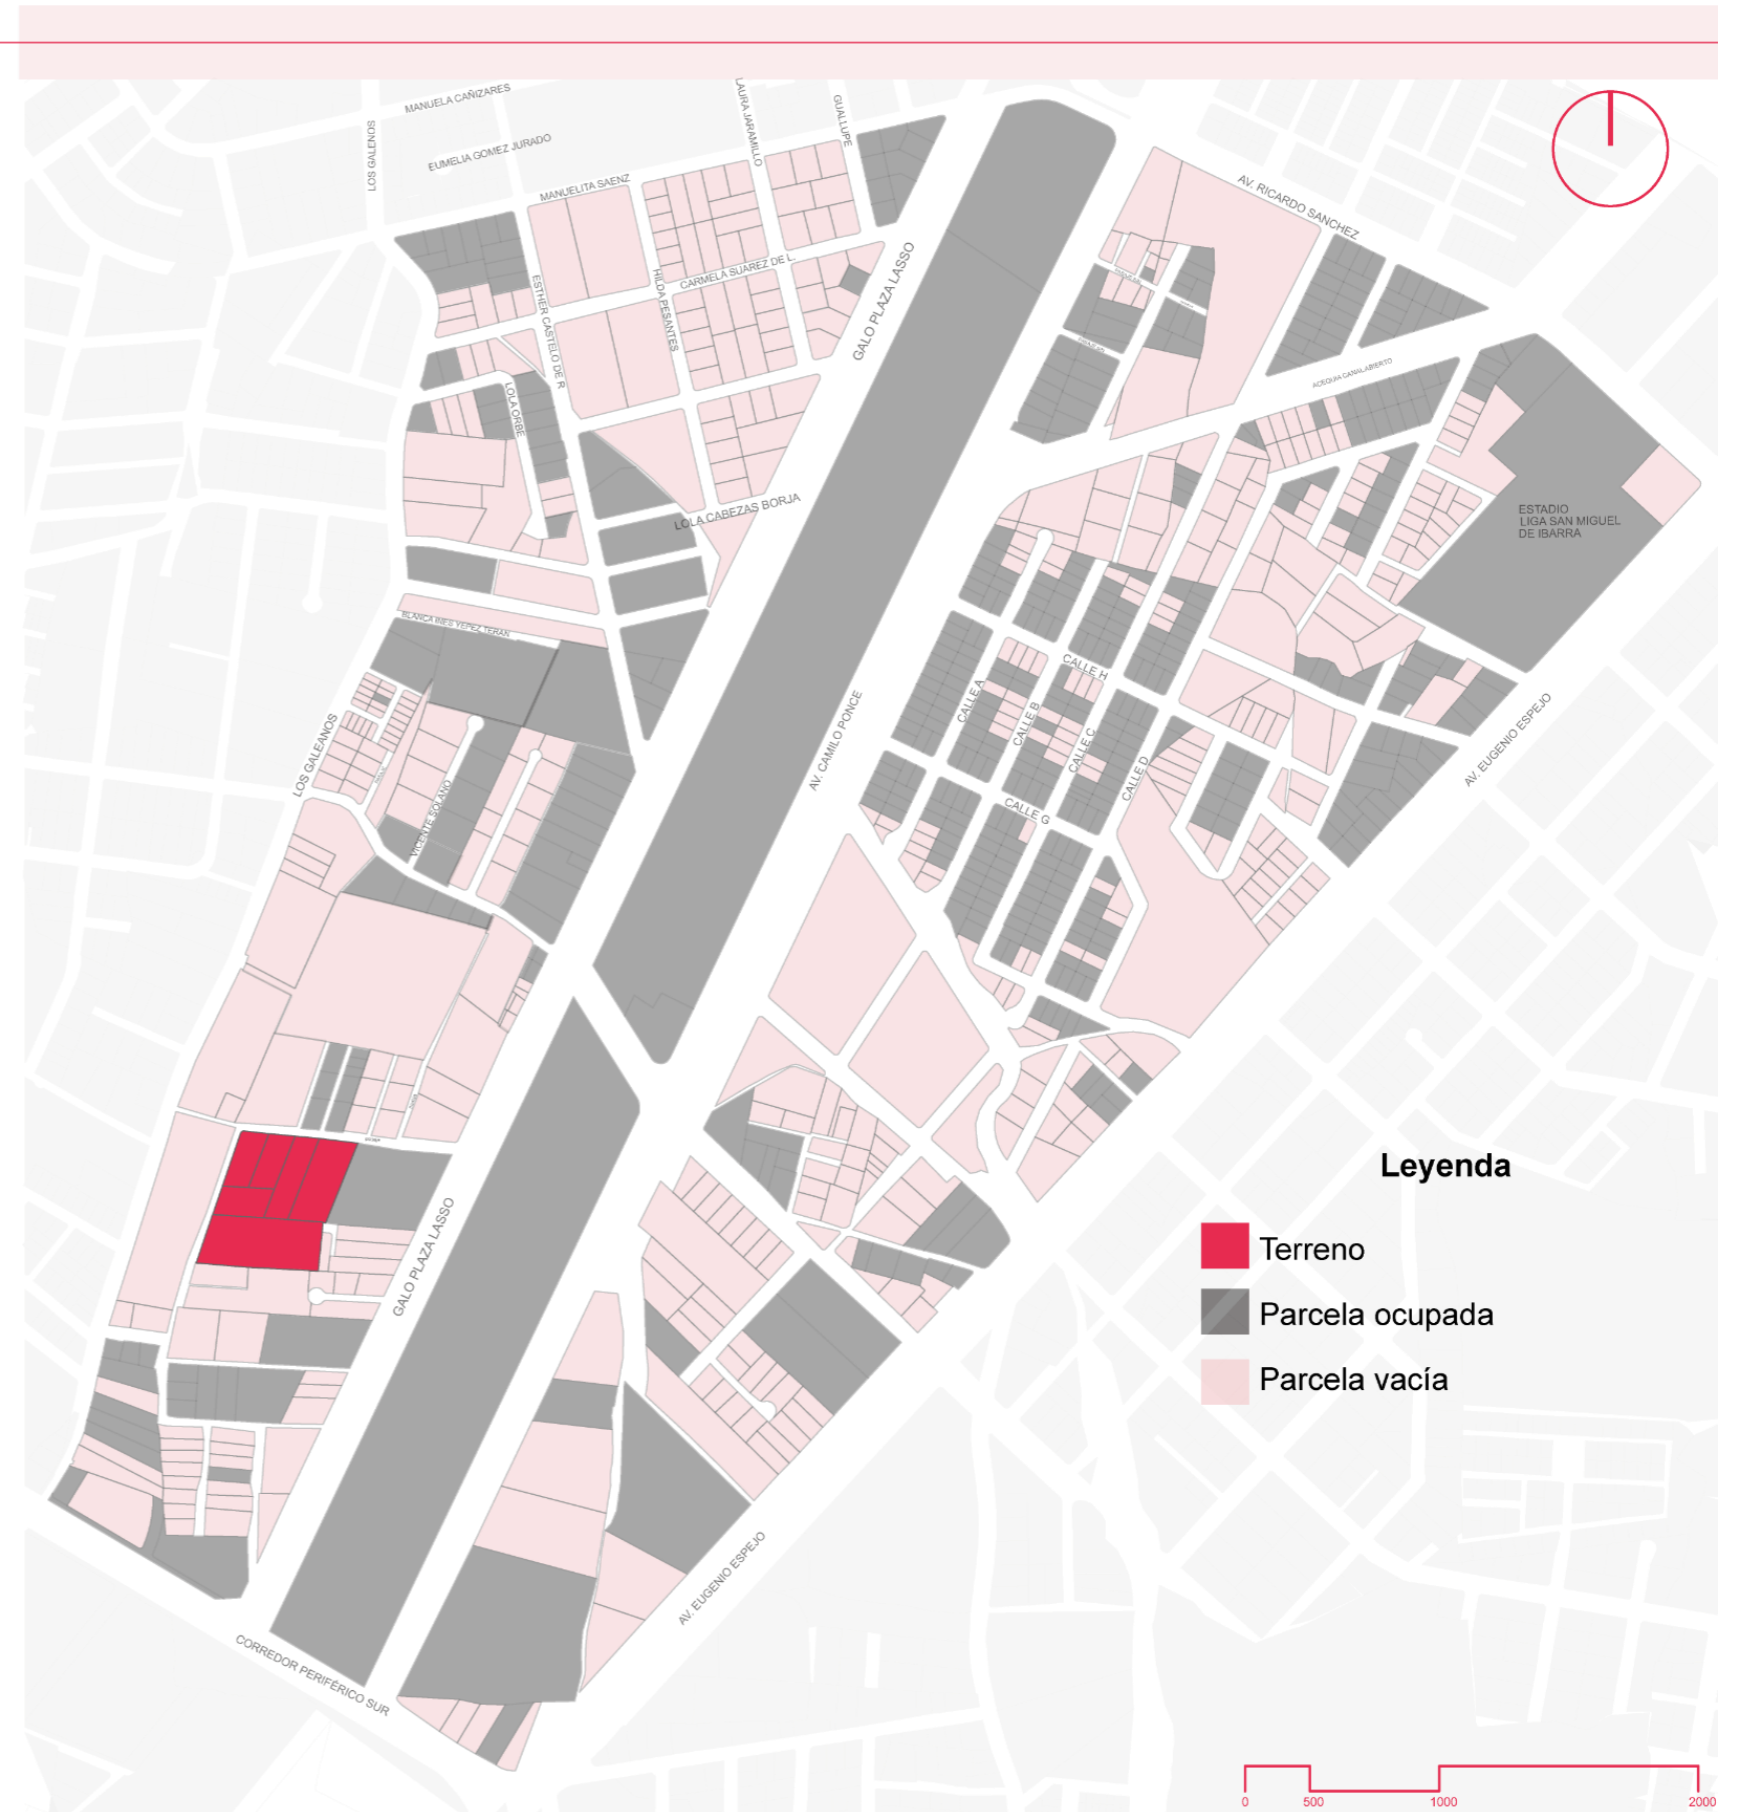 MANUELA CAÑIZARES
LAURA JARAMILLO
GUALLUPE
LOS GALENOS
EUMELIA GOMEZ JURADO
MANUELITA SAENZ
AV. RICARDO SANCHEZ
CARMELA SUAREZ DE L.
HILDA PESANTES
ESTHER CASTELO DE R.
GALO PLAZA LASSO
ACEQUIA CANALABIERTO
LOLA ORBE
LOLA CABEZAS BORJA
ESTADIO
LIGA SAN MIGUEL
DE IBARRA
BLANCA INES YEPEZ TERAN
CALLE H
CALLE A
CALLE B
CALLE C
CALLE D
AV. EUGENIO ESPEJO
LOS GALEANOS
AV. CAMILO PONCE
VICENTE SOLANO
CALLE G
Leyenda
GALO PLAZA LASSO
Terreno
Parcela ocupada
Parcela vacía
AV. EUGENIO ESPEJO
CORREDOR PERIFÉRICO SUR
0 500 1000 2000